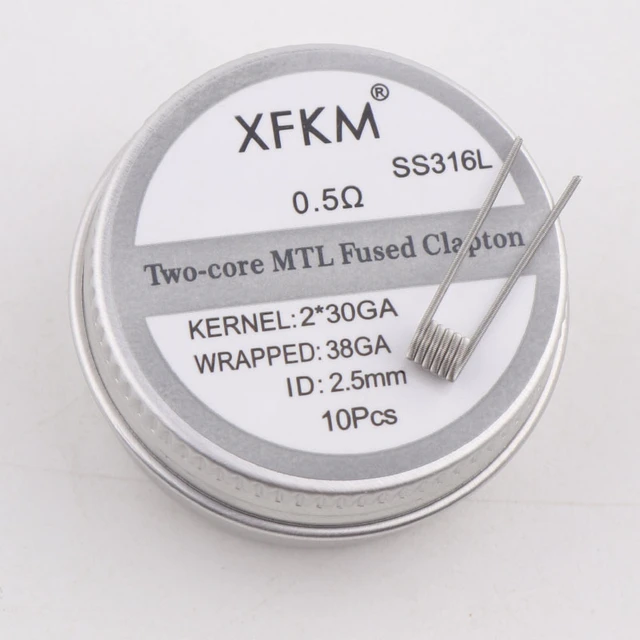 XFKM®
SS316L
0.5Ω
Two-core MTL Fused Clapton
KERNEL:2*30GA
WRAPPED:38GA
ID:2.5mm
10Pcs